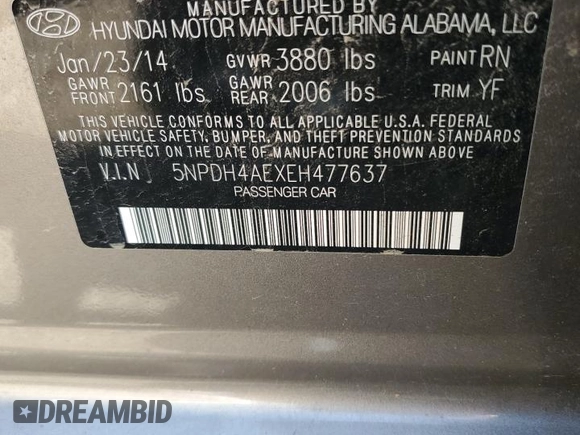 MANUFACTURED BY
HYUNDAI MOTOR MANUFACTURING ALABAMA, LLC
Jan/23/14 GVWR 3880 lbs PAINT RN
GAWR FRONT 2161 lbs GAWR REAR 2006 lbs TRIM YF
THIS VEHICLE CONFORMS TO ALL APPLICABLE U.S.A. FEDERAL
MOTOR VEHICLE SAFETY, BUMPER, AND THEFT PREVENTION STANDARDS
IN EFFECT ON THE DATE OF MANUFACTURE SHOWN ABOVE.
V.I.N 5NPDH4AEXEH477637
PASSENGER CAR
DREAMBID